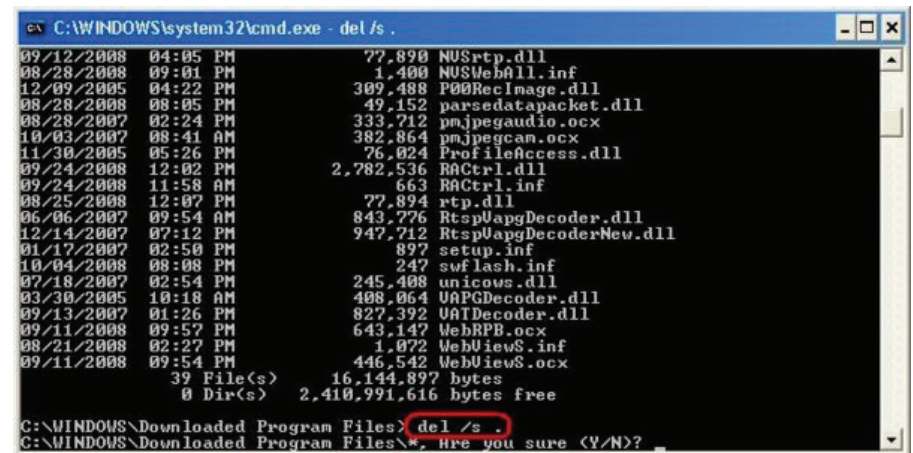 C:\WINDOWS\system32\cmd.exe - del /s .
09/12/2008 04:05 PM 77,890 NVSrtp.dll
08/28/2008 09:01 PM 1,400 NVSWebAll.inf
12/09/2005 04:22 PM 309,488 P00RecImage.dll
08/28/2008 08:05 PM 49,152 parsedatapacket.dll
08/28/2007 02:24 PM 333,712 pmjpegaudio.ocx
10/03/2007 08:41 AM 382,864 pmjpegcam.ocx
11/30/2005 05:26 PM 76,024 ProfileAccess.dll
09/24/2008 12:02 PM 2,782,536 RACtrl.dll
09/24/2008 11:58 AM 663 RACtrl.inf
08/25/2008 12:07 PM 77,894 rtp.dll
06/06/2007 09:54 AM 843,776 RtspVapgDecoder.dll
12/14/2007 07:12 PM 947,712 RtspVapgDecoderNew.dll
01/17/2007 02:50 PM 897 setup.inf
10/04/2008 08:08 PM 247 swflash.inf
07/18/2007 02:54 PM 245,408 unicows.dll
03/30/2005 10:18 AM 408,064 VAPGDecoder.dll
09/13/2007 01:26 PM 827,392 VATDecoder.dll
09/11/2008 09:57 PM 643,147 WebRPB.ocx
08/21/2008 02:27 PM 1,072 WebViewS.inf
09/11/2008 09:54 PM 446,542 WebViewS.ocx
39 File(s) 16,144,897 bytes
0 Dir(s) 2,410,991,616 bytes free
C:\WINDOWS\Downloaded Program Files> del /s .
C:\WINDOWS\Downloaded Program Files\*, Are you sure (Y/N)? _